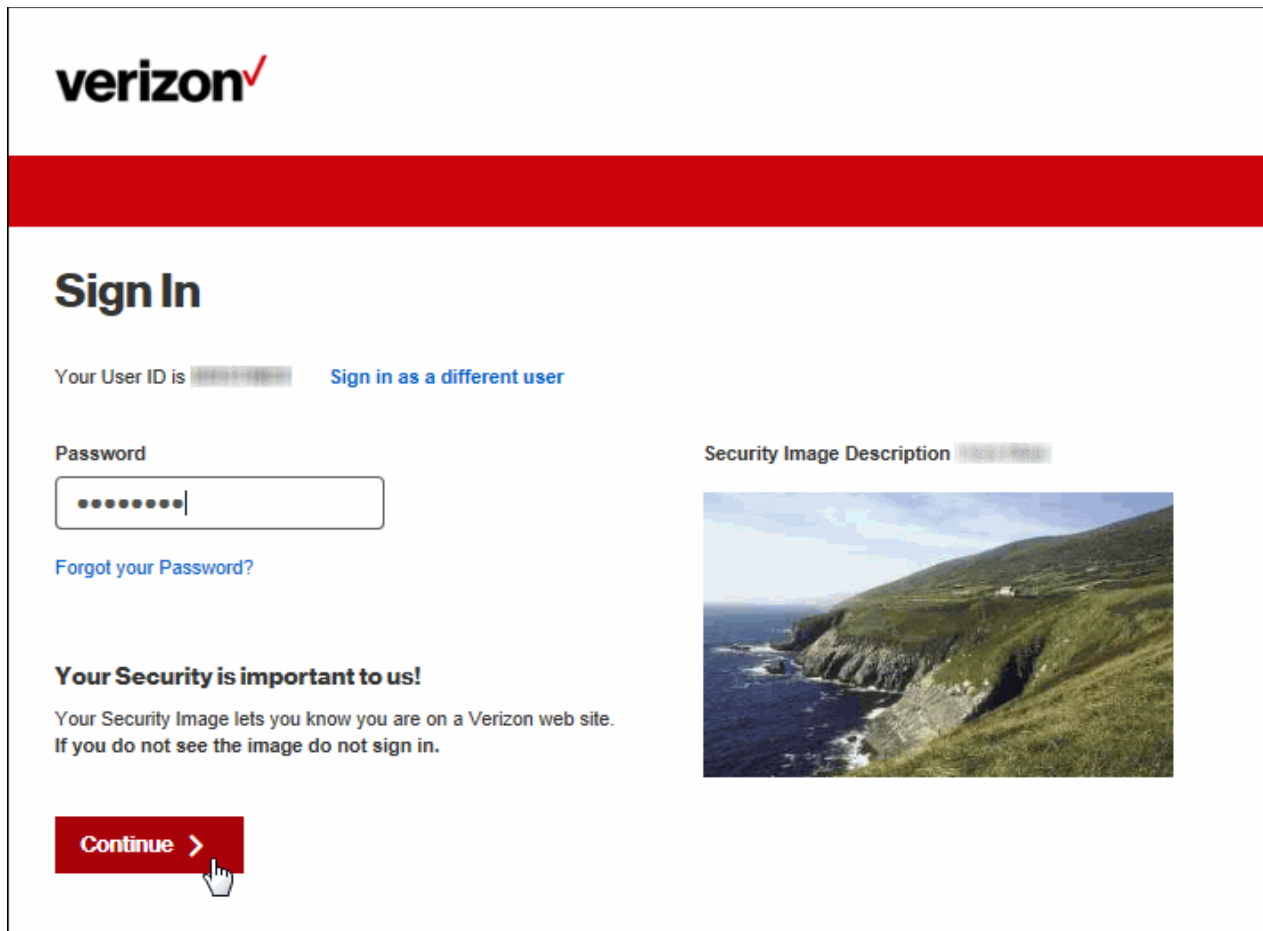 verizon
Sign In
Your User ID is
Sign in as a different user
Password
Forgot your Password?
Security Image Description
Your Security is important to us!
Your Security Image lets you know you are on a Verizon web site.
If you do not see the image do not sign in.
Continue